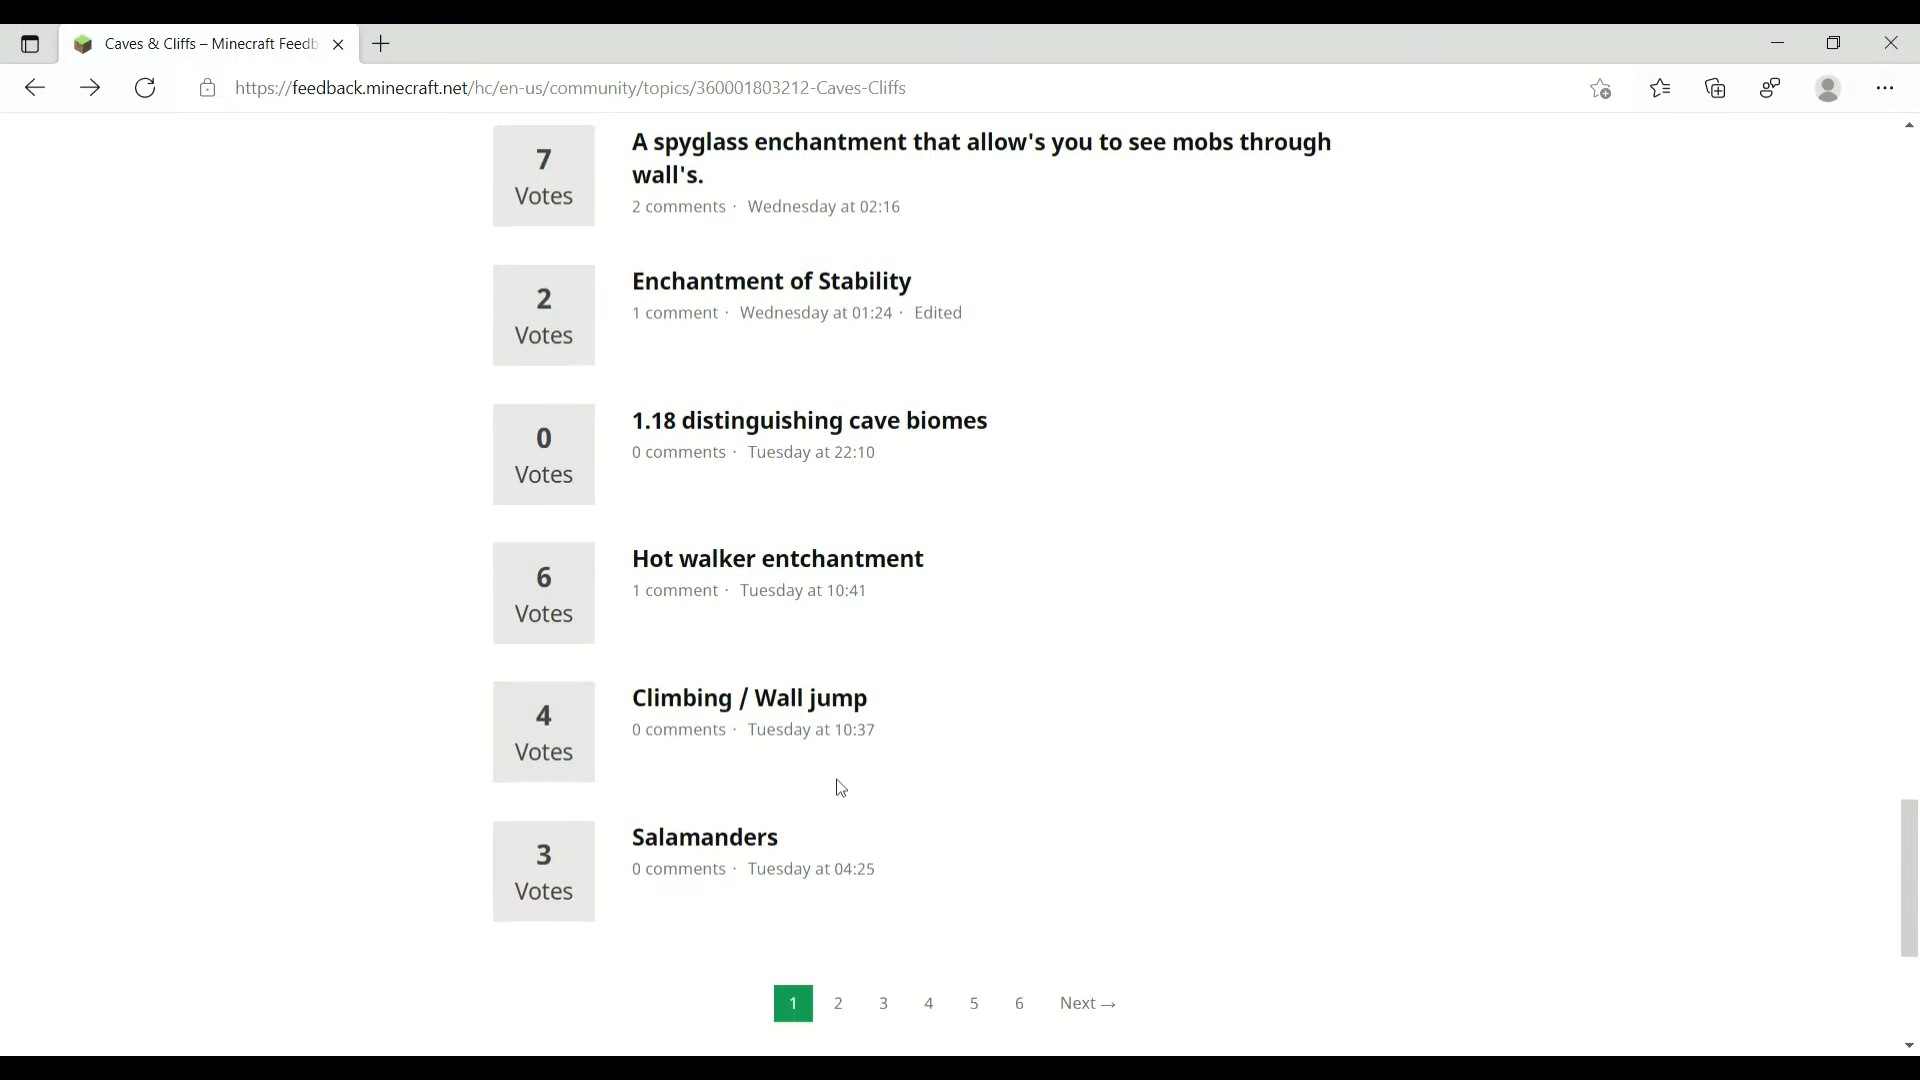 Caves & Cliffs – Minecraft Feedb
https://feedback.minecraft.net/hc/en-us/community/topics/360001803212-Caves-Cliffs
7
Votes
A spyglass enchantment that allow's you to see mobs through
wall's.
2 comments · Wednesday at 02:16
2
Votes
Enchantment of Stability
1 comment · Wednesday at 01:24 · Edited
0
Votes
1.18 distinguishing cave biomes
0 comments · Tuesday at 22:10
6
Votes
Hot walker entchantment
1 comment · Tuesday at 10:41
4
Votes
Climbing / Wall jump
0 comments · Tuesday at 10:37
3
Votes
Salamanders
0 comments · Tuesday at 04:25
1 2 3 4 5 6 Next →